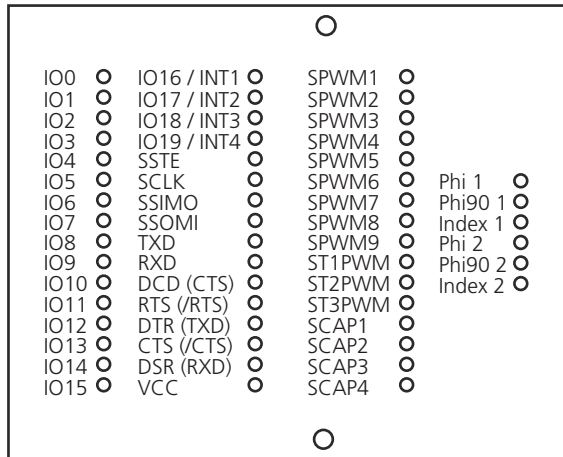 IO0 IO16 / INT1 SPWM1
IO1 IO17 / INT2 SPWM2
IO2 IO18 / INT3 SPWM3
IO3 IO19 / INT4 SPWM4
IO4 SSTE SPWM5
IO5 SCLK SPWM6 Phi 1
IO6 SSIMO SPWM7 Phi90 1
IO7 SSOMI SPWM8 Index 1
IO8 TXD SPWM9 Phi 2
IO9 RXD ST1PWM Phi90 2
IO10 DCD (CTS) ST2PWM Index 2
IO11 RTS (/RTS) ST3PWM
IO12 DTR (TXD) SCAP1
IO13 CTS (/CTS) SCAP2
IO14 DSR (RXD) SCAP3
IO15 VCC SCAP4